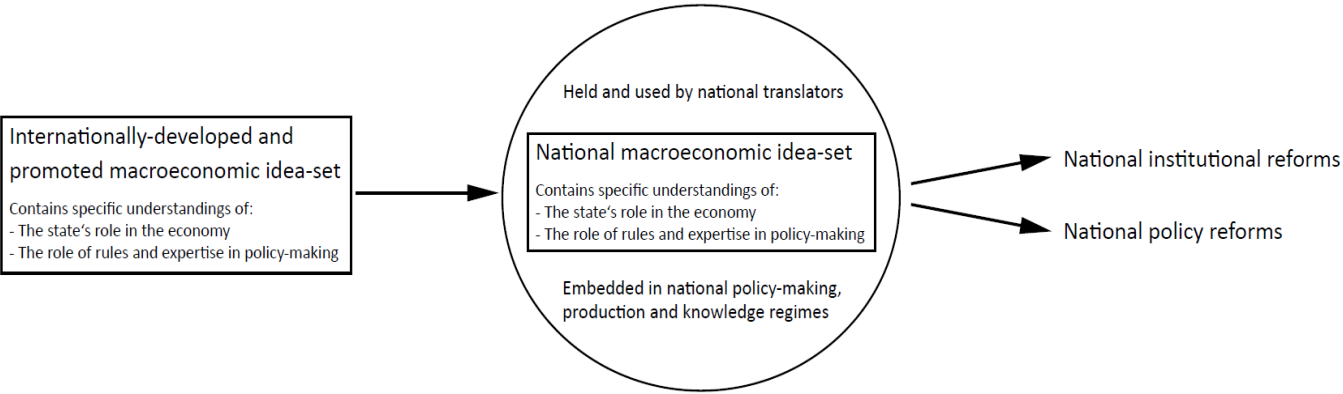 Internationally-developed and
promoted macroeconomic idea-set
Contains specific understandings of:
- The state's role in the economy
- The role of rules and expertise in policy-making
Held and used by national translators
National macroeconomic idea-set
Contains specific understandings of:
- The state‘s role in the economy
- The role of rules and expertise in policy-making
Embedded in national policy-making,
production and knowledge regimes
National institutional reforms
National policy reforms